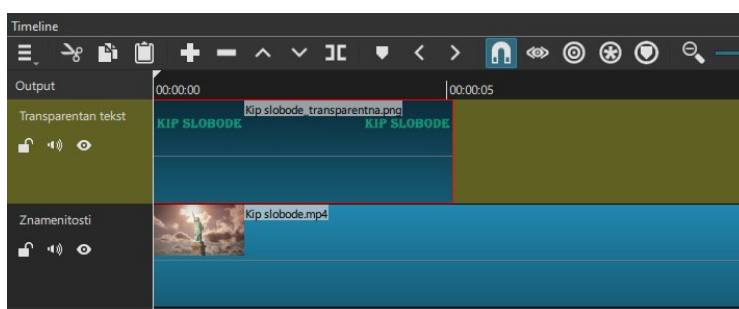 Timeline
Output
00:00:00
00:00:05
Transparentan tekst
Kip slobode_transparentna.png
KIP SLOBODE
KIP SLOBODE
Znamenitosti
Kip slobode.mp4